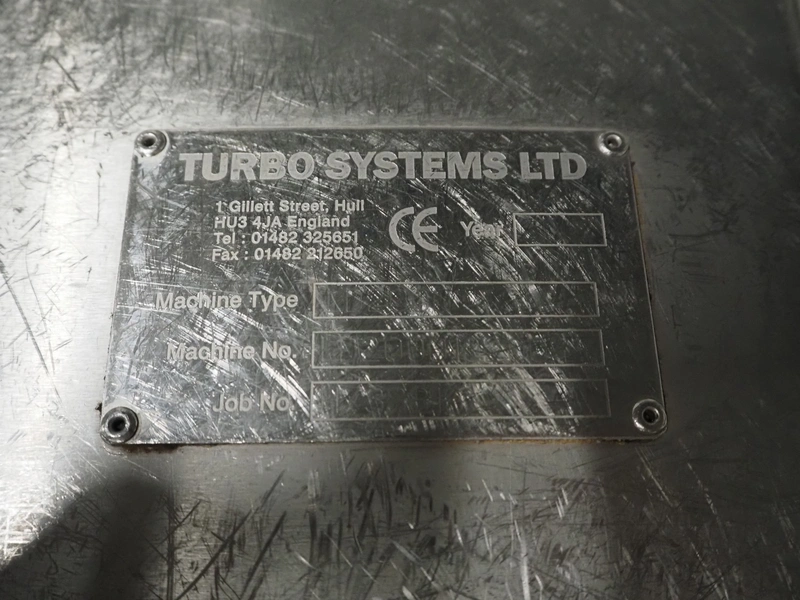 TURBO SYSTEMS LTD
1 Gillett Street, Hull
HU3 4JA England
Tel : 01482 325651
Fax : 01482 212650
CE Year
Machine Type
Machine No.
Job No.